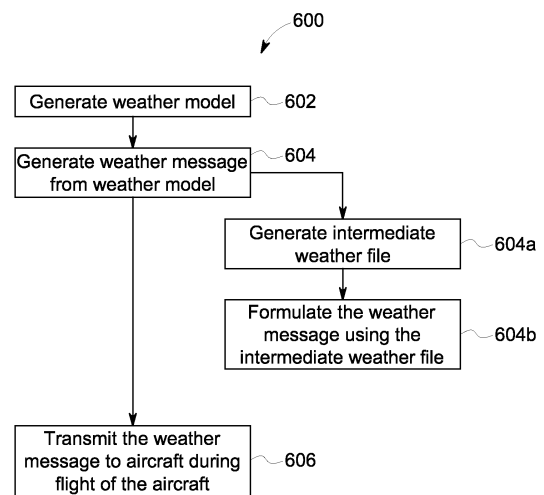 600
Generate weather model
602
Generate weather message
from weather model
604
Generate intermediate
weather file
604a
Formulate the weather
message using the
intermediate weather file
604b
Transmit the weather
message to aircraft during
flight of the aircraft
606